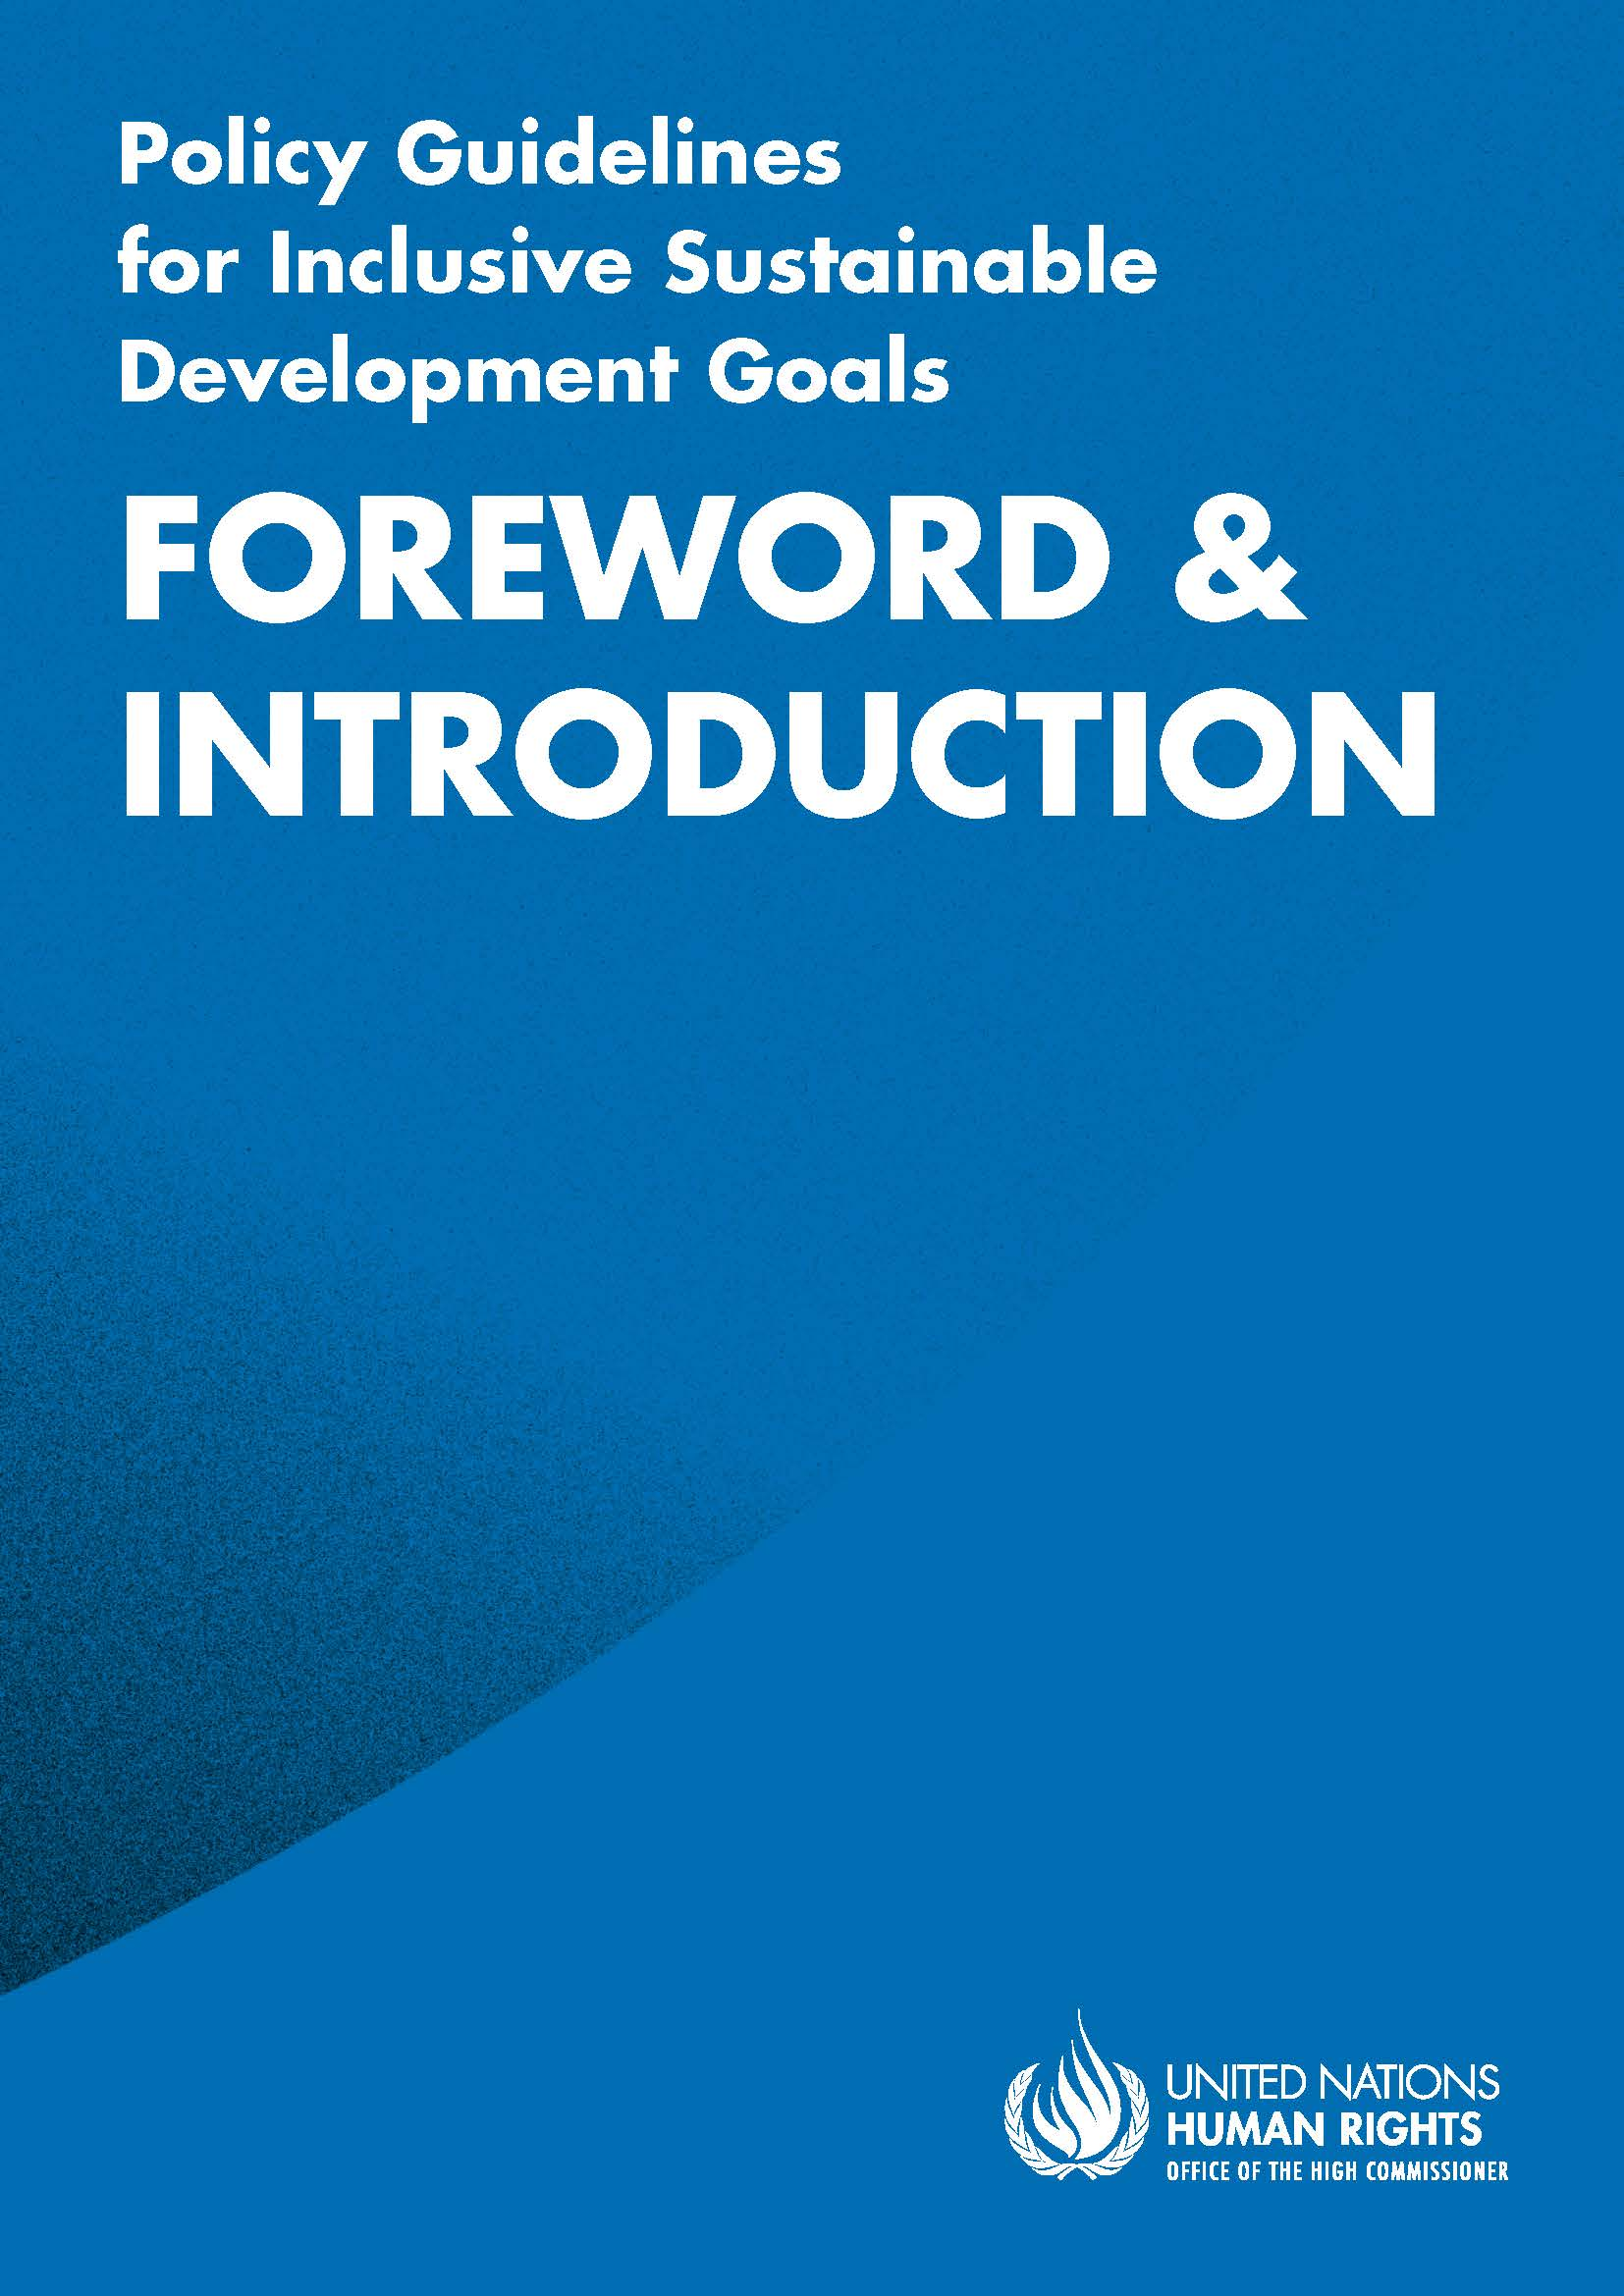 Policy Guidelines
for Inclusive Sustainable
Development Goals
FOREWORD &
INTRODUCTION
UNITED NATIONS
HUMAN RIGHTS
OFFICE OF THE HIGH COMMISSIONER